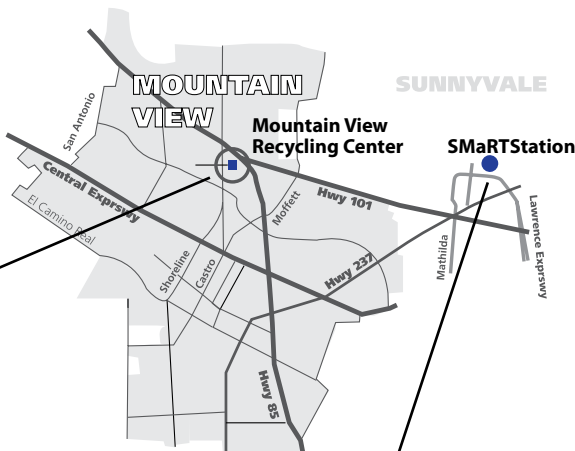 MOUNTAIN
VIEW
SUNNYVALE
San Antonio
Mountain View
Recycling Center
SMaRTStation
Central Exprswy
El Camino Real
Hwy 101
Moffett
Shoreline
Castro
Hwy 237
Mathilda
Lawrence Exprswy
Hwy 85